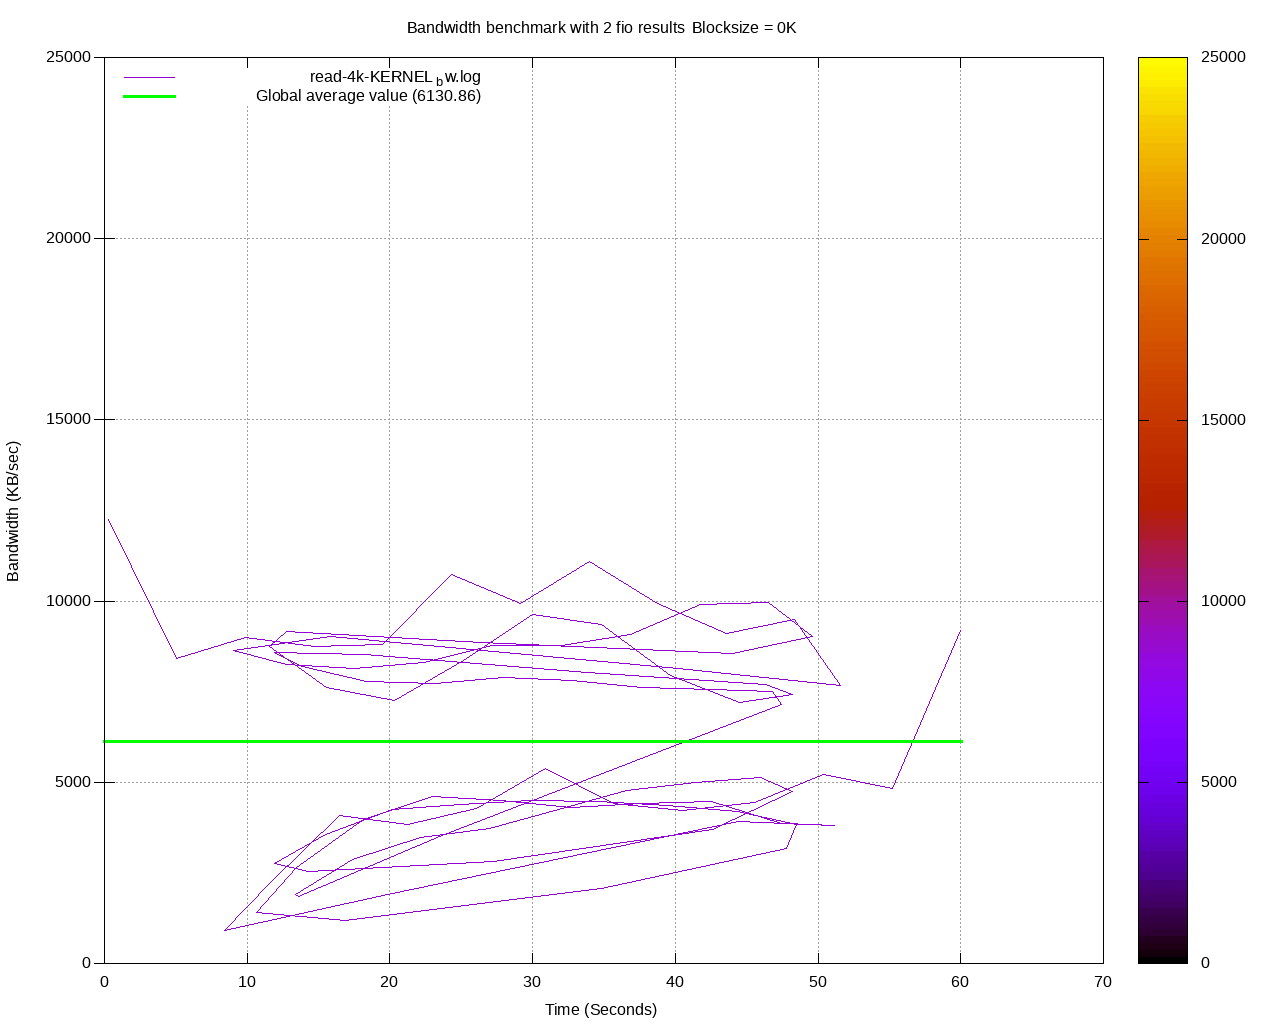 Bandwidth benchmark with 2 fio results Blocksize = 0K
read-4k-KERNEL_bw.log
Global average value (6130.86)
25000
20000
15000
10000
5000
0
Bandwidth (KB/sec)
0 10 20 30 40 50 60 70
Time (Seconds)
25000
20000
15000
10000
5000
0